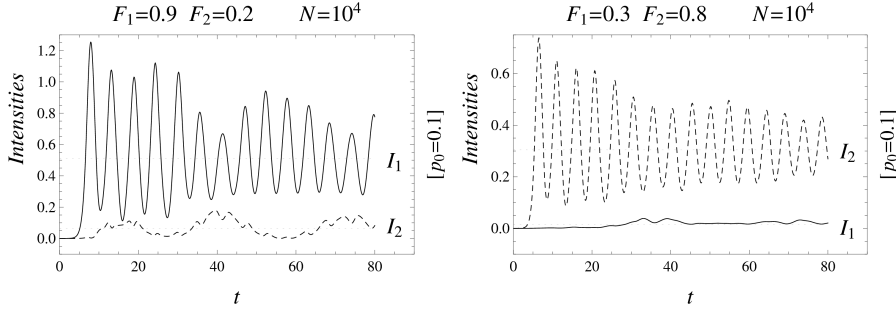 F1=0.9 F2=0.2 N=10^4
Intensities
1.2
1.0
0.8
0.6
0.4
0.2
0.0
0 20 40 60 80
t
I1
I2
[p0=0.1]
F1=0.3 F2=0.8 N=10^4
Intensities
0.6
0.4
0.2
0.0
0 20 40 60 80
t
I2
I1
[p0=0.1]